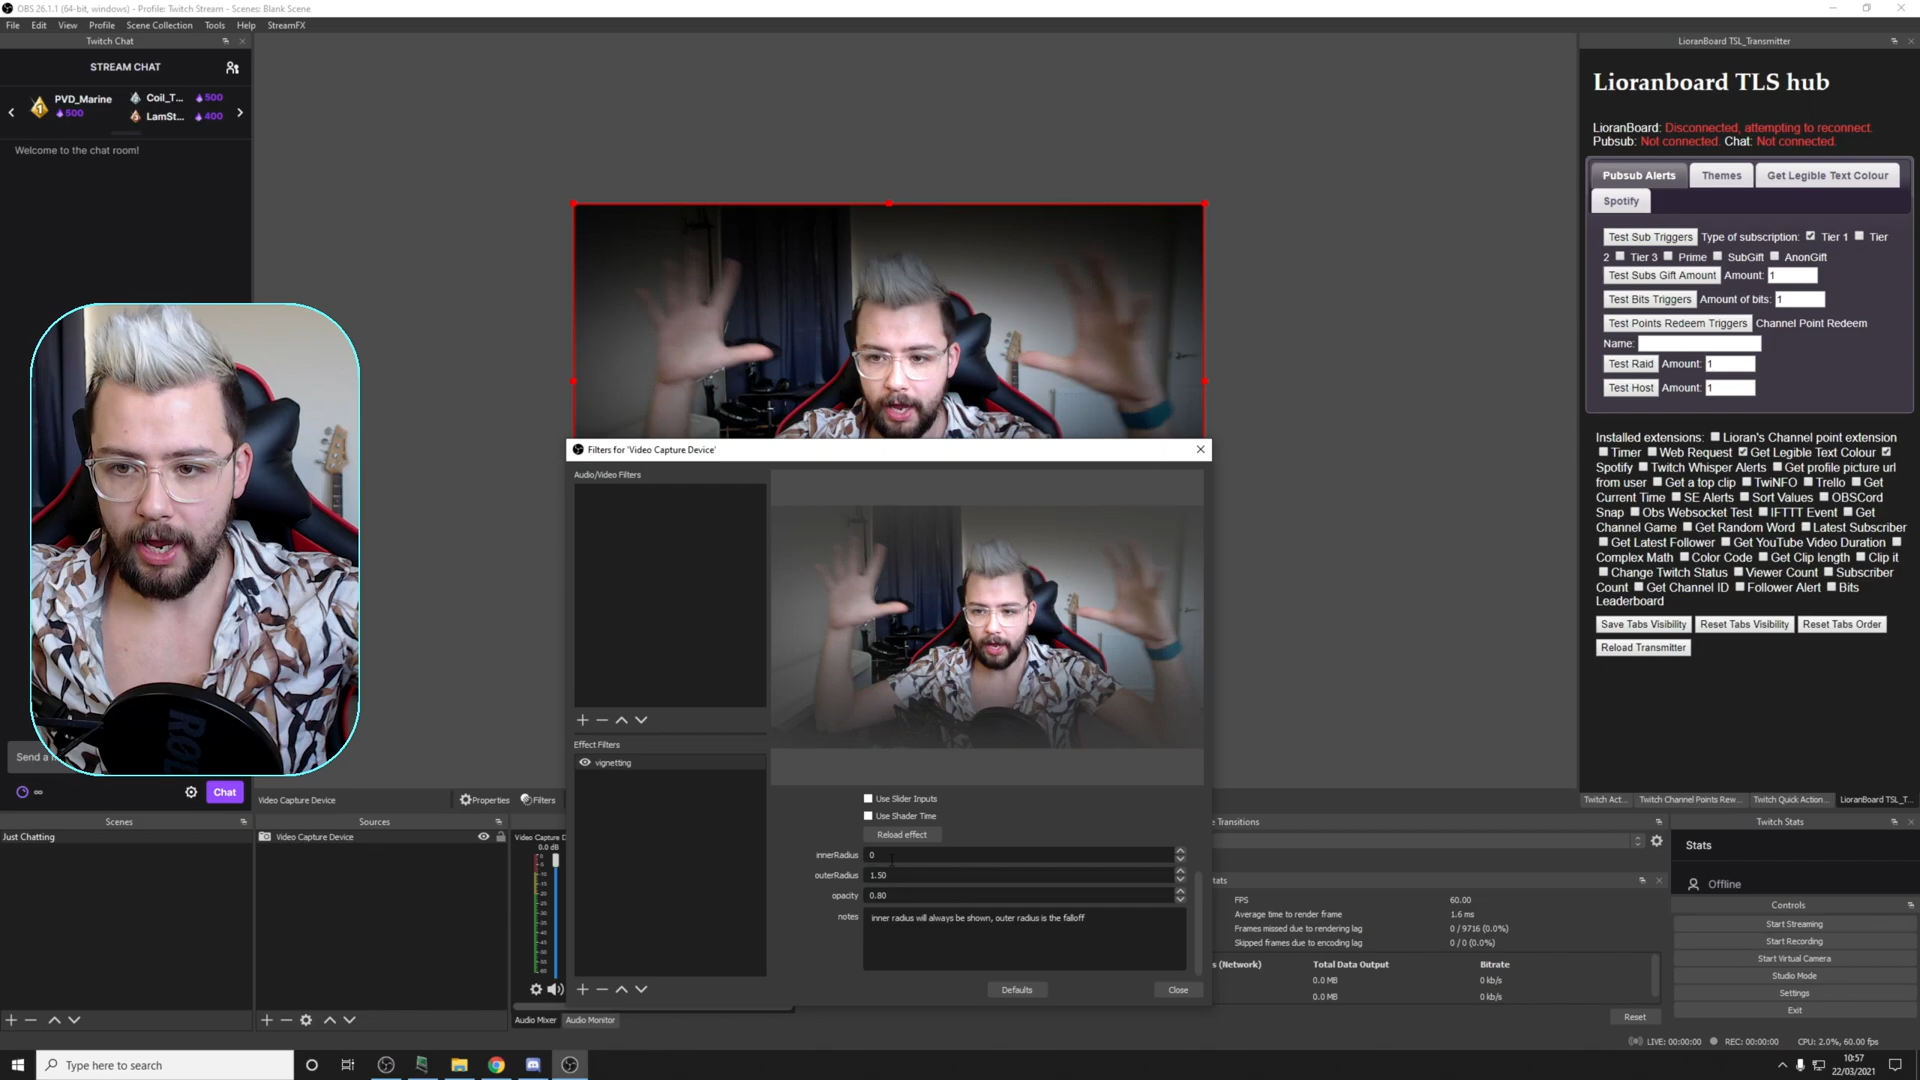 OBS 26.1.1 (64-bit, windows) - Profile: Twitch Stream - Scenes: Blank Scene
File Edit View Profile Scene Collection Tools Help StreamFX
Twitch Chat
STREAM CHAT
1 PVD_Marine 500
Coil_T... 500
LamSt... 400
Welcome to the chat room!
Chat
LioranBoard TSL_Transmitter
Lioranboard TLS hub
LioranBoard: Disconnected, attempting to reconnect.
Pubsub: Not connected. Chat: Not connected.
Pubsub Alerts Themes Get Legible Text Colour
Spotify
Test Sub Triggers Type of subscription: Tier 1 Tier
2 Tier 3 Prime SubGift AnonGift
Test Subs Gift Amount Amount: 1
Test Bits Triggers Amount of bits: 1
Test Points Redeem Triggers Channel Point Redeem
Name:
Test Raid Amount: 1
Test Host Amount: 1
Installed extensions: Lioran's Channel point extension
Timer Web Request Get Legible Text Colour
Spotify Twitch Whisper Alerts Get profile picture url
from user Get a top clip TwiNFO Trello Get
Current Time SE Alerts Sort Values OBSCord
Snap Obs Websocket Test IFTTT Event Get
Channel Game Get Random Word Latest Subscriber
Get Latest Follower Get YouTube Video Duration
Complex Math Color Code Get Clip length Clip it
Change Twitch Status Viewer Count Subscriber
Count Get Channel ID Follower Alert Bits
Leaderboard
Save Tabs Visibility Reset Tabs Visibility Reset Tabs Order
Reload Transmitter
Filters for 'Video Capture Device'
Audio/Video Filters
Effect Filters
vignetting
Use Slider Inputs
Use Shader Time
Reload effect
innerRadius 0
outerRadius 1.50
opacity 0.80
notes inner radius will always be shown, outer radius is the falloff
Defaults Close
Video Capture Device Properties Filters
Scenes
Just Chatting
Sources
Video Capture Device
Video Capture D
0.0 dB
Audio Mixer Audio Monitor
Twitch Act... Twitch Channel Points Rew... Twitch Quick Action... LioranBoard TSL_T...
e Transitions
tats
FPS 60.00
Average time to render frame 1.6 ms
Frames missed due to rendering lag 0 / 9716 (0.0%)
Skipped frames due to encoding lag 0 / 0 (0.0%)
s (Network) Total Data Output Bitrate
0.0 MB 0 kb/s
0.0 MB 0 kb/s
Reset
Twitch Stats
Stats
Offline
Controls
Start Streaming
Start Recording
Start Virtual Camera
Studio Mode
Settings
Exit
LIVE: 00:00:00 REC: 00:00:00 CPU: 2.0%, 60.00 fps
Type here to search
10:57
22/03/2021